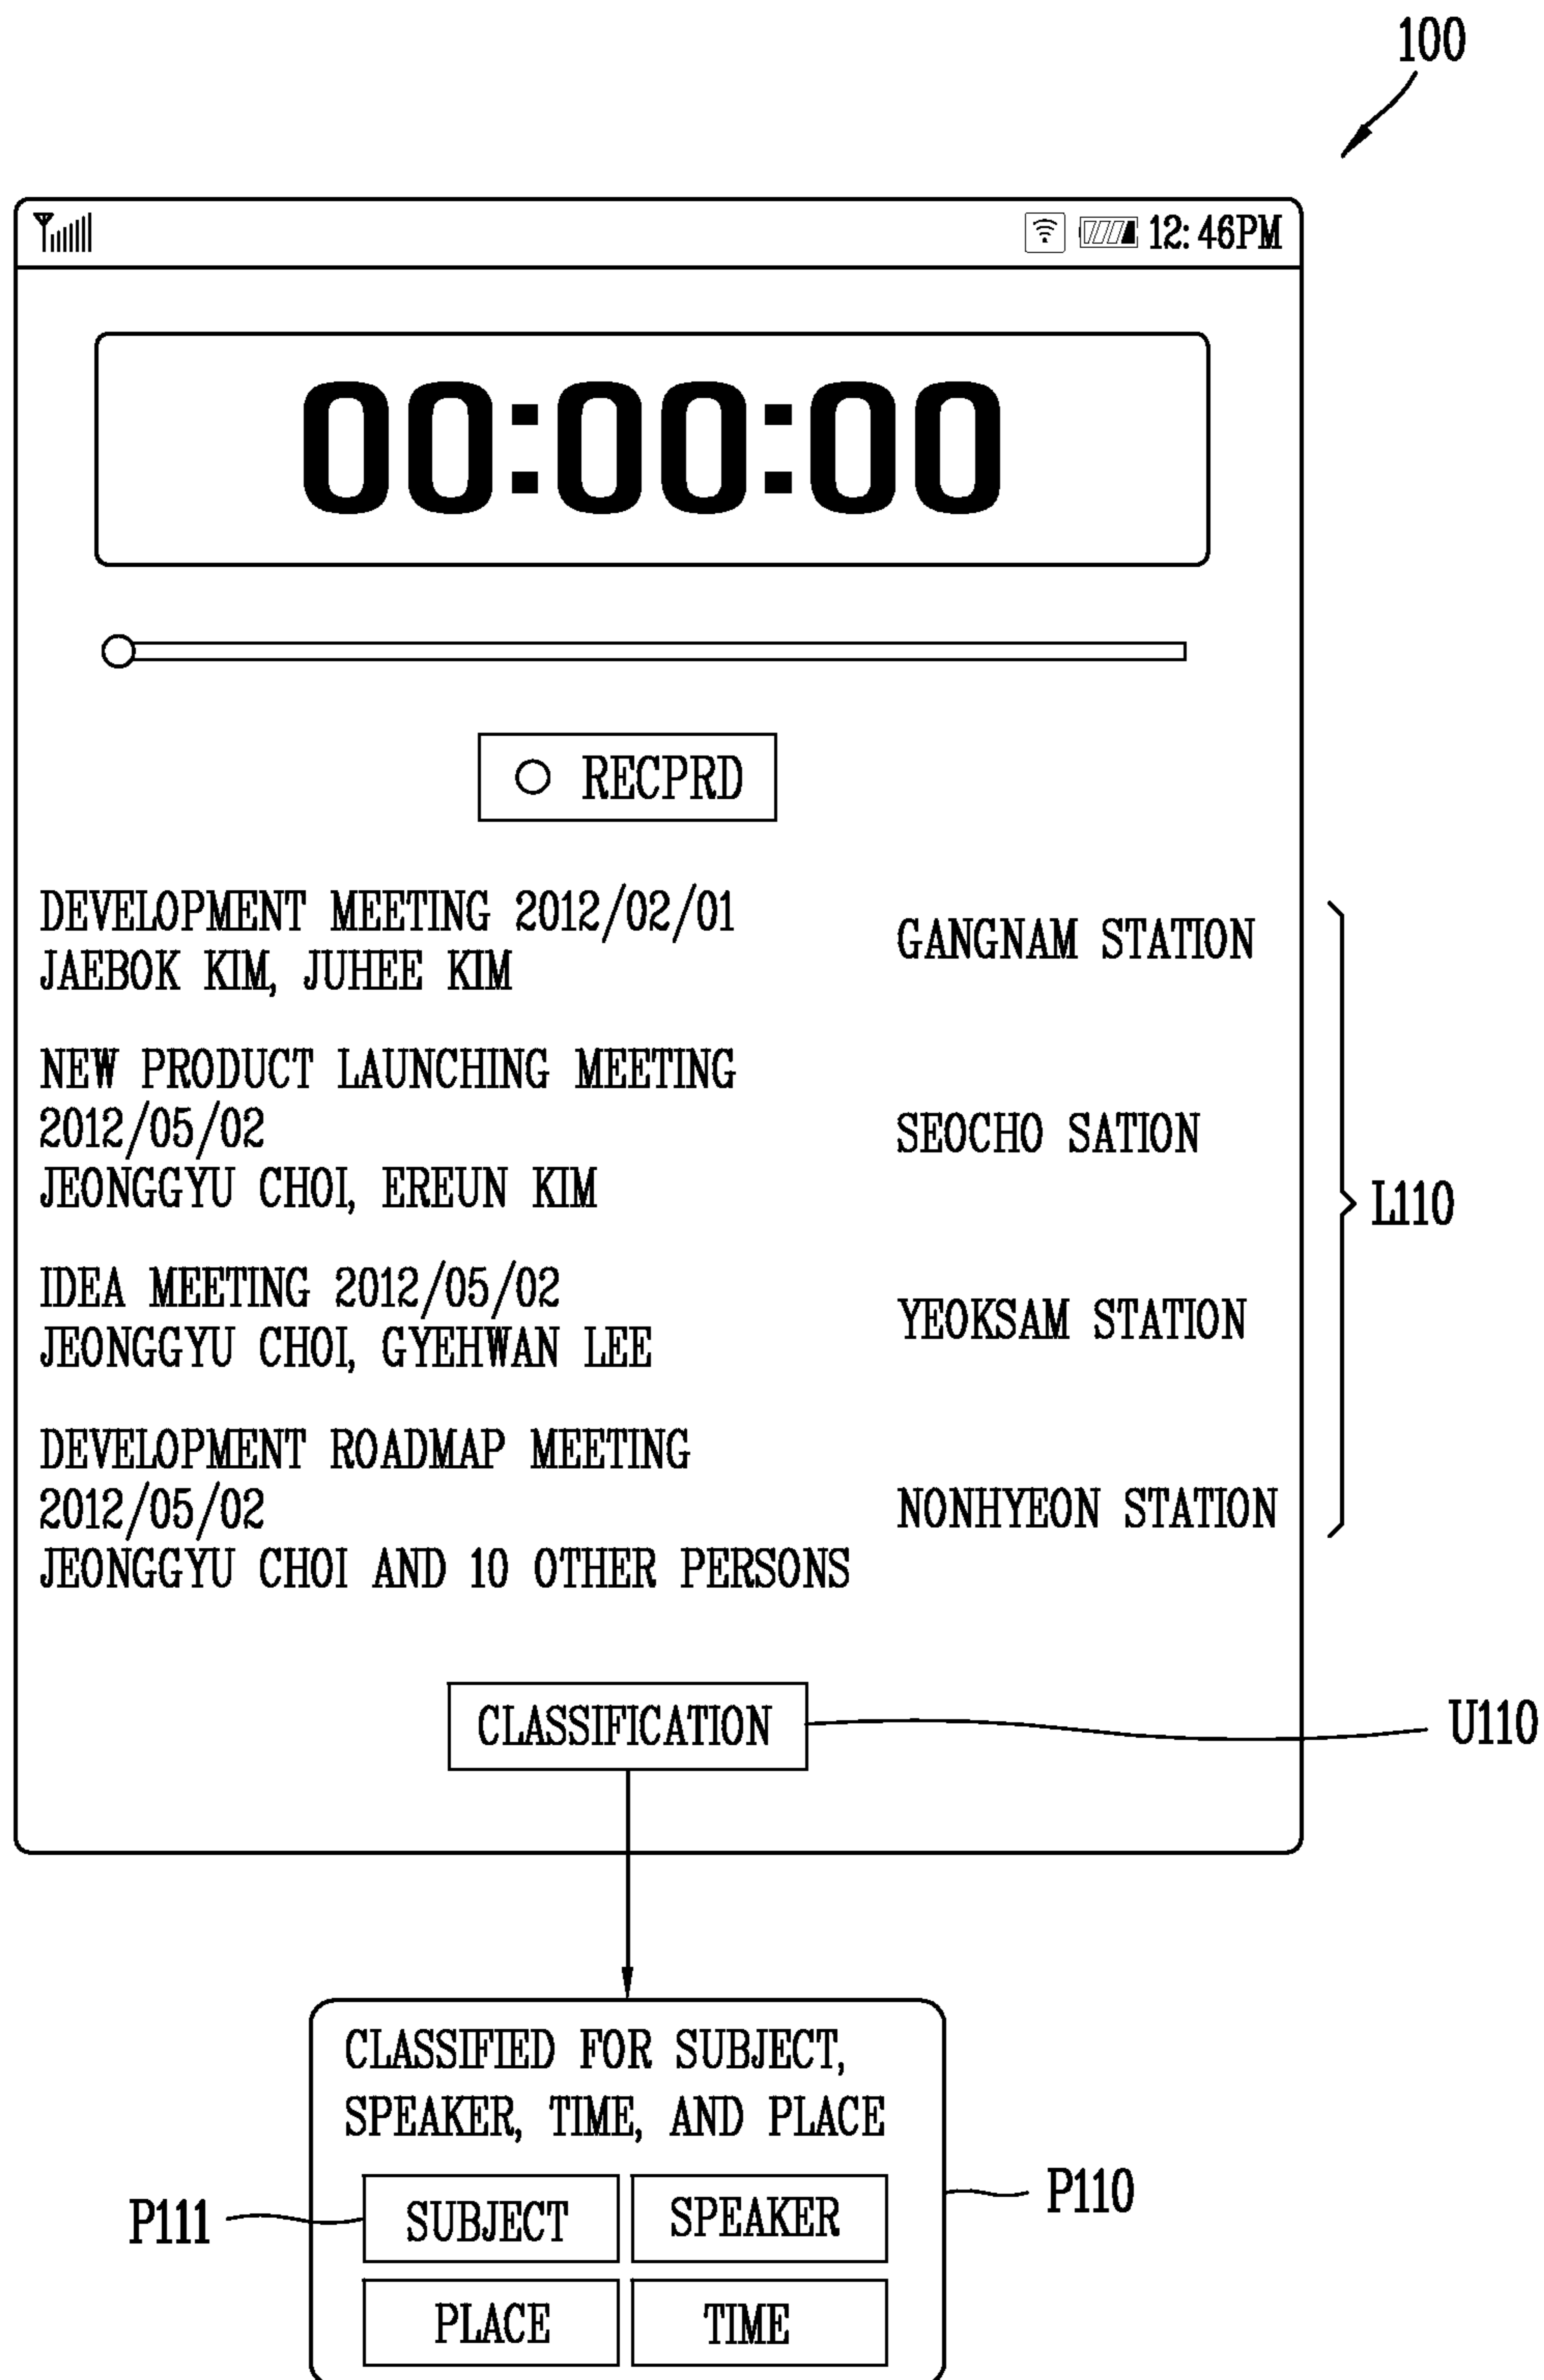 100
12:46PM
00:00:00
RECPRD
DEVELOPMENT MEETING 2012/02/01
JAEBOK KIM, JUHEE KIM
GANGNAM STATION
NEW PRODUCT LAUNCHING MEETING
2012/05/02
JEONGGYU CHOI, EREUN KIM
SEOCHO SATION
L110
IDEA MEETING 2012/05/02
JEONGGYU CHOI, GYEHWAN LEE
YEOKSAM STATION
DEVELOPMENT ROADMAP MEETING
2012/05/02
JEONGGYU CHOI AND 10 OTHER PERSONS
NONHYEON STATION
CLASSIFICATION
U110
CLASSIFIED FOR SUBJECT,
SPEAKER, TIME, AND PLACE
P110
P111
SUBJECT
SPEAKER
PLACE
TIME